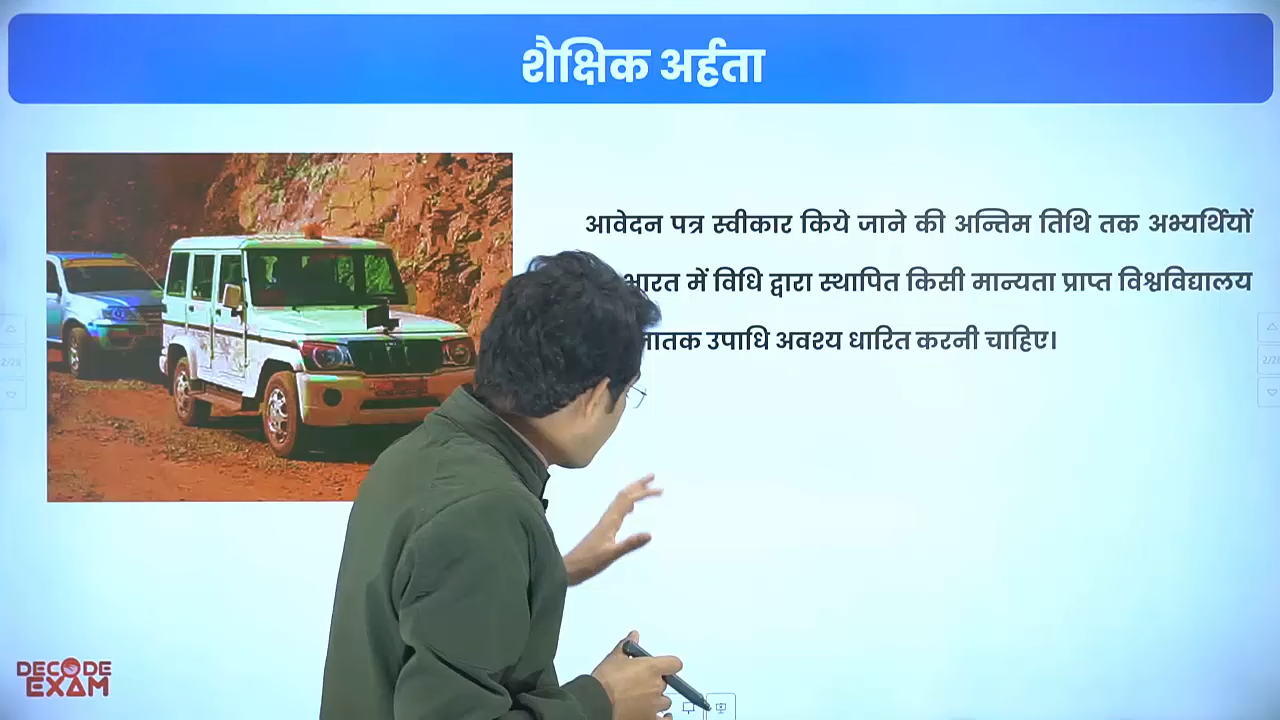 शैक्षिक अर्हता
आवेदन पत्र स्वीकार किये जाने की अन्तिम तिथि तक अभ्यर्थियों
भारत में विधि द्वारा स्थापित किसी मान्यता प्राप्त विश्वविद्यालय
उपाधि अवश्य धारित करनी चाहिए।
DECODE
EXAM